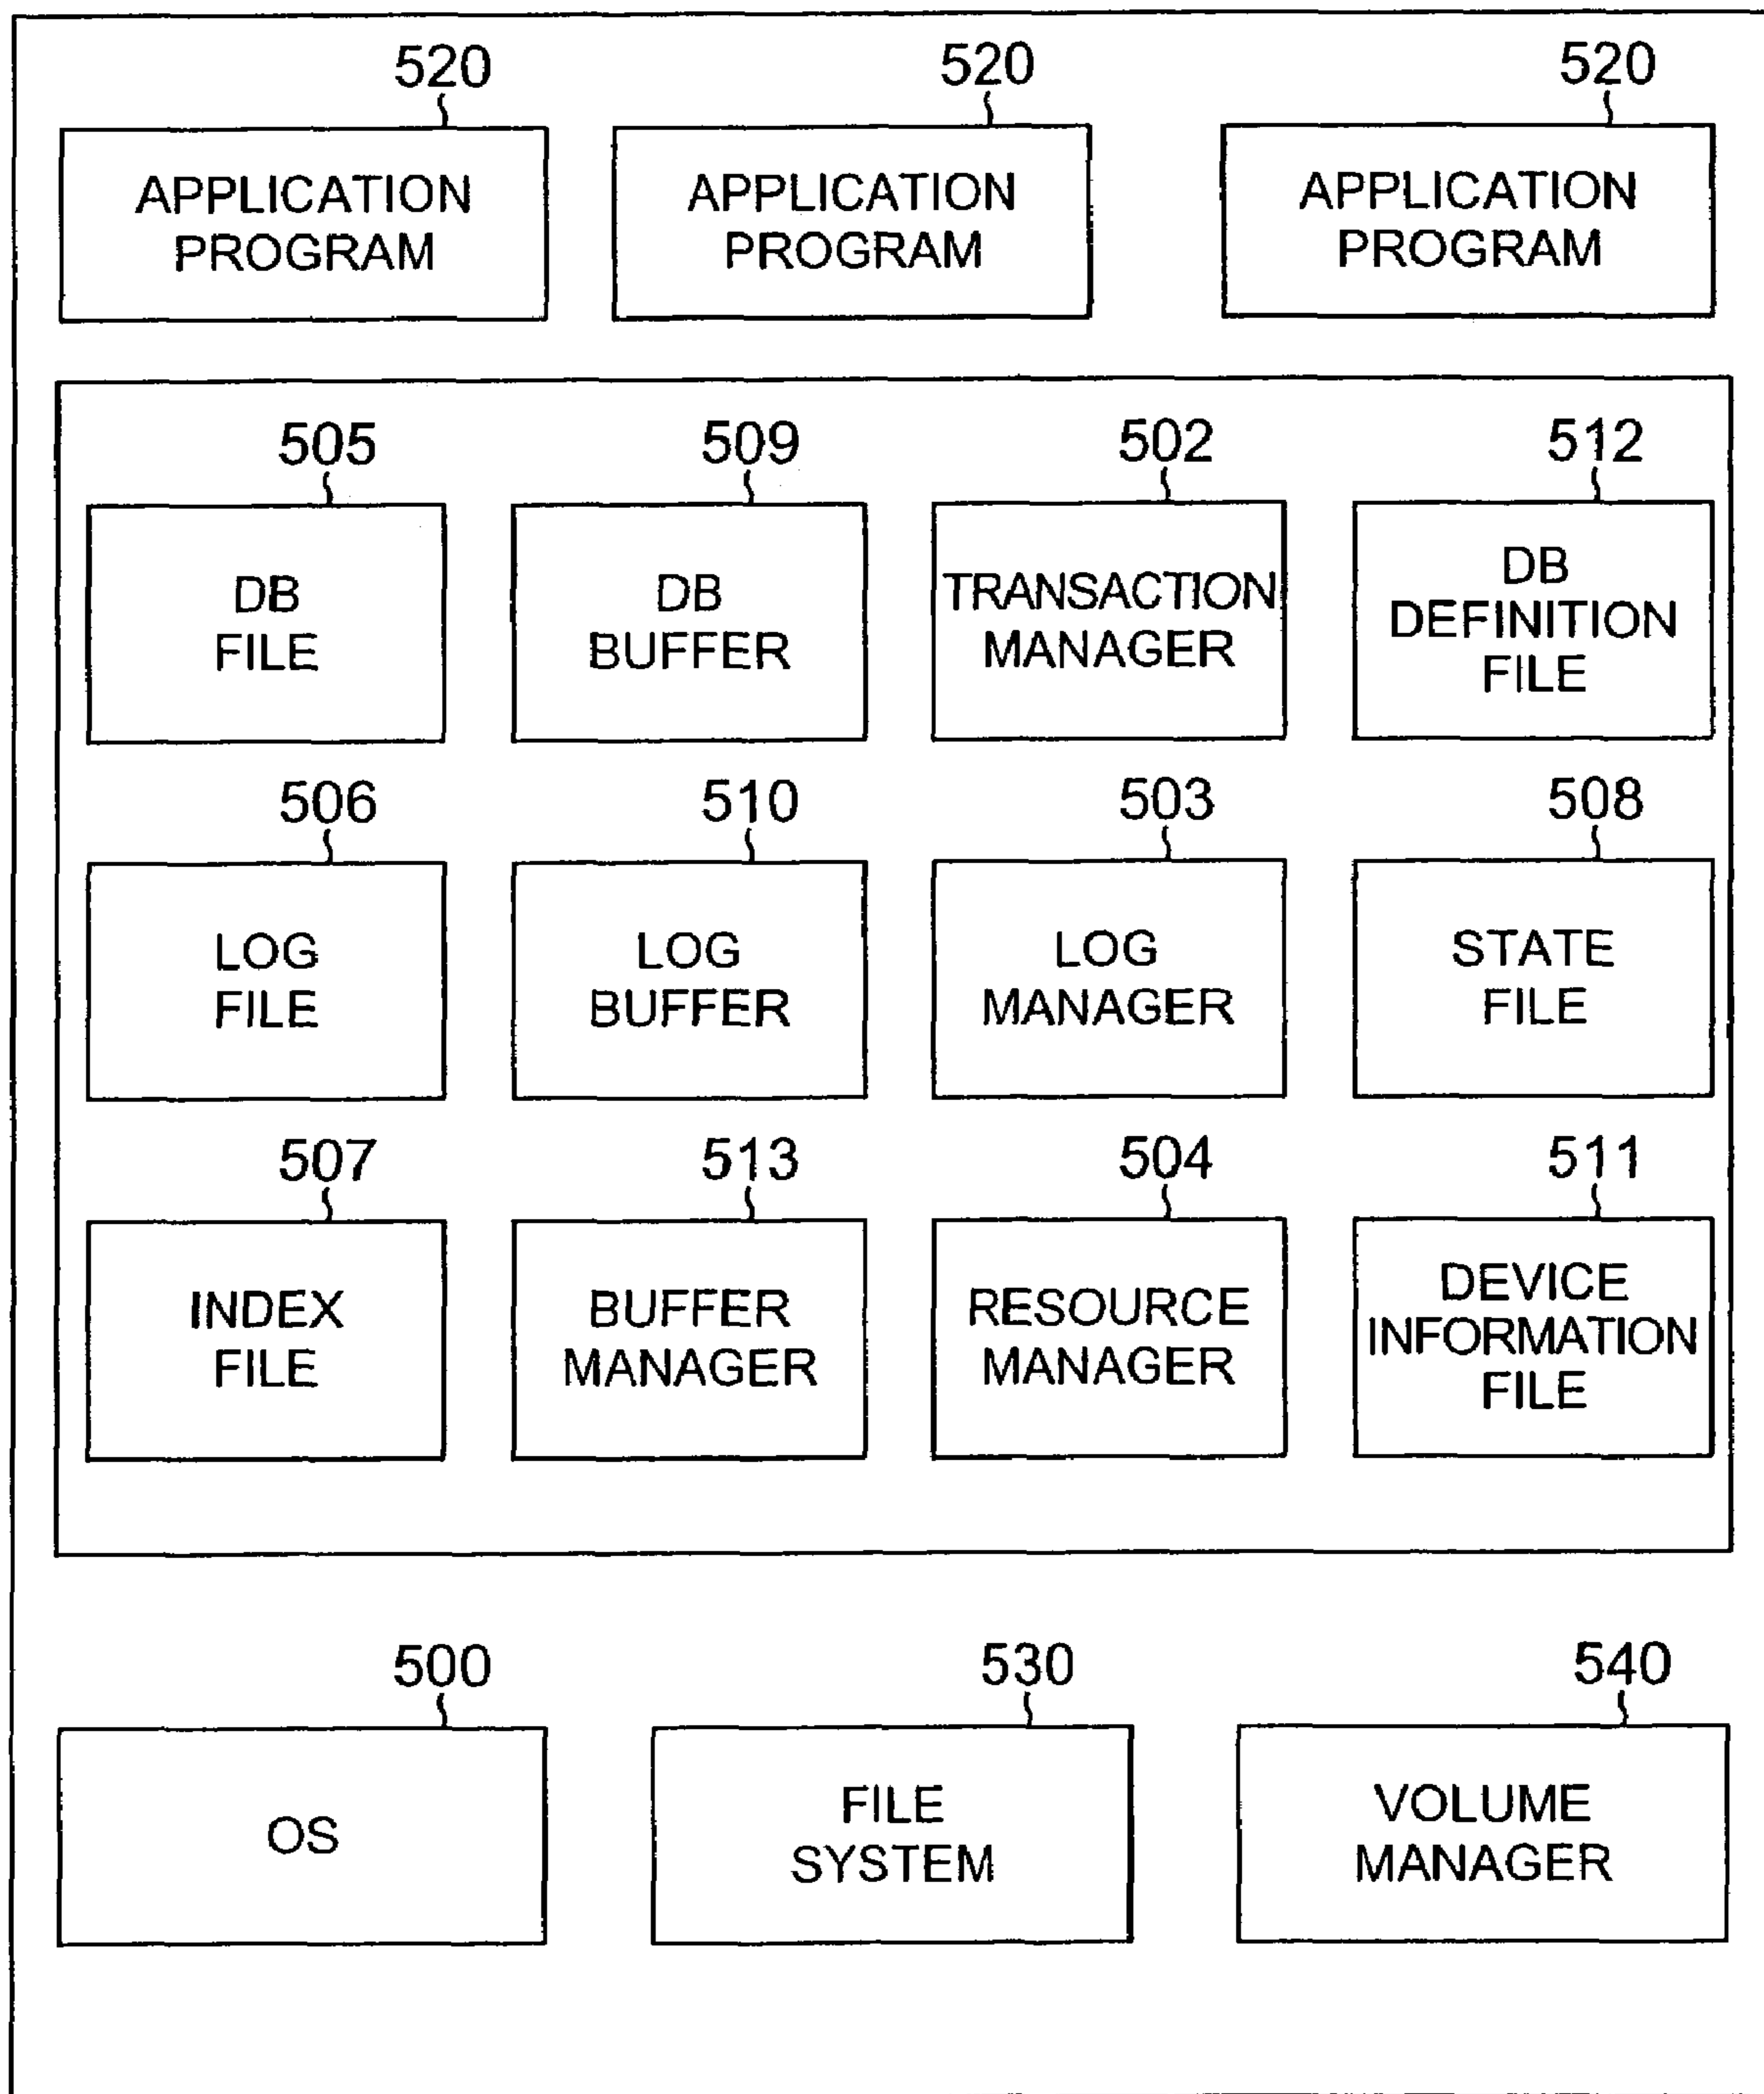 520 520 520
APPLICATION PROGRAM
APPLICATION PROGRAM
APPLICATION PROGRAM
505 509 502 512
DB
FILE
DB
BUFFER
TRANSACTION
MANAGER
DB
DEFINITION
FILE
506 510 503 508
LOG
FILE
LOG
BUFFER
LOG
MANAGER
STATE
FILE
507 513 504 511
INDEX
FILE
BUFFER
MANAGER
RESOURCE
MANAGER
DEVICE
INFORMATION
FILE
500 530 540
OS
FILE
SYSTEM
VOLUME
MANAGER